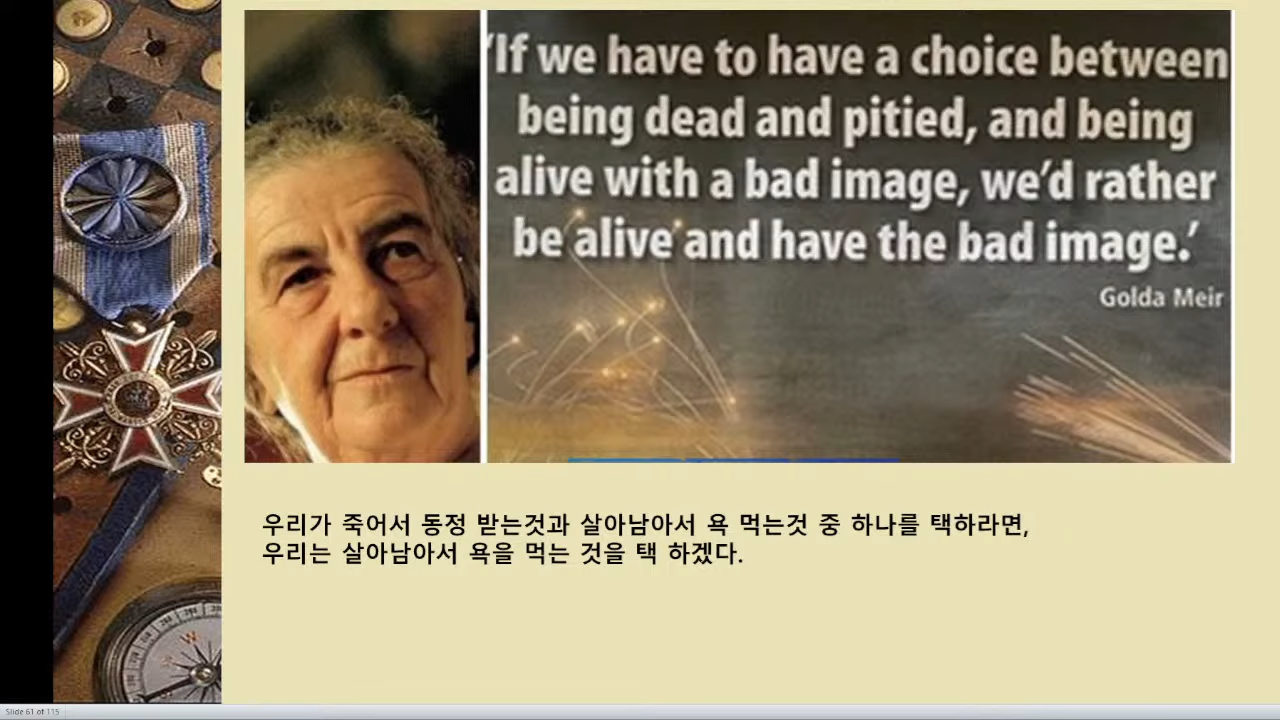 'If we have to have a choice between
being dead and pitied, and being
alive with a bad image, we'd rather
be alive and have the bad image.'
Golda Meir
우리가 죽어서 동정 받는것과 살아남아서 욕 먹는것 중 하나를 택하라면,
우리는 살아남아서 욕을 먹는 것을 택 하겠다.
Slide 61 of 115